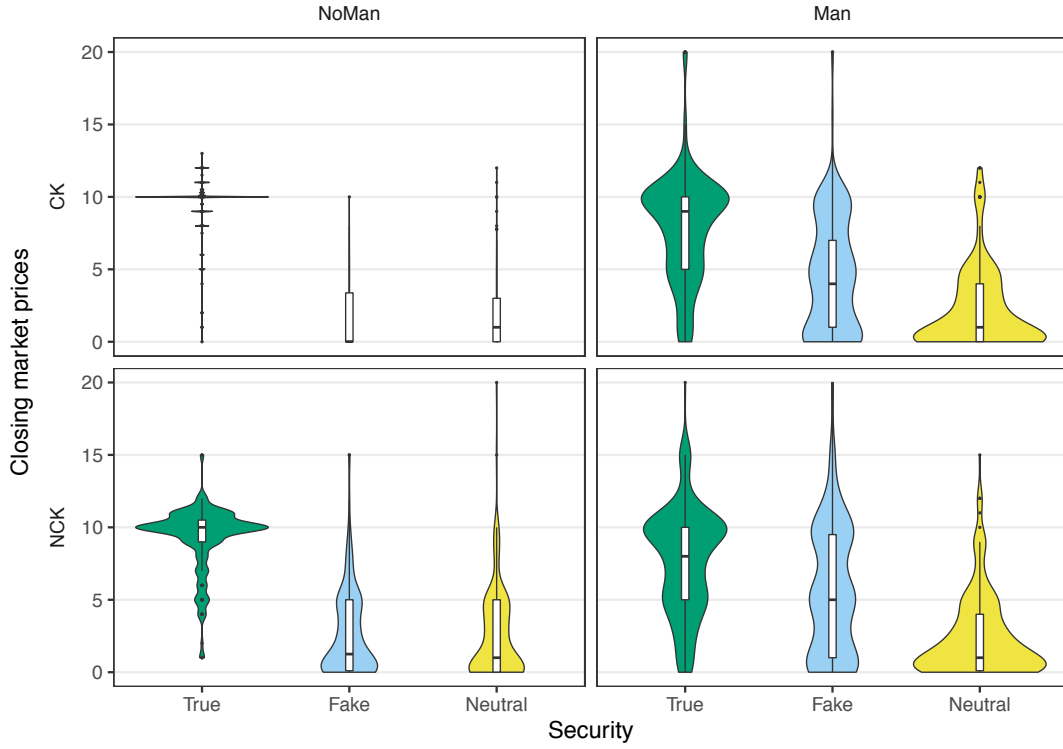 NoMan Man
Closing market prices
CK
20
15
10
5
0
NCK
20
15
10
5
0
True Fake Neutral True Fake Neutral
Security